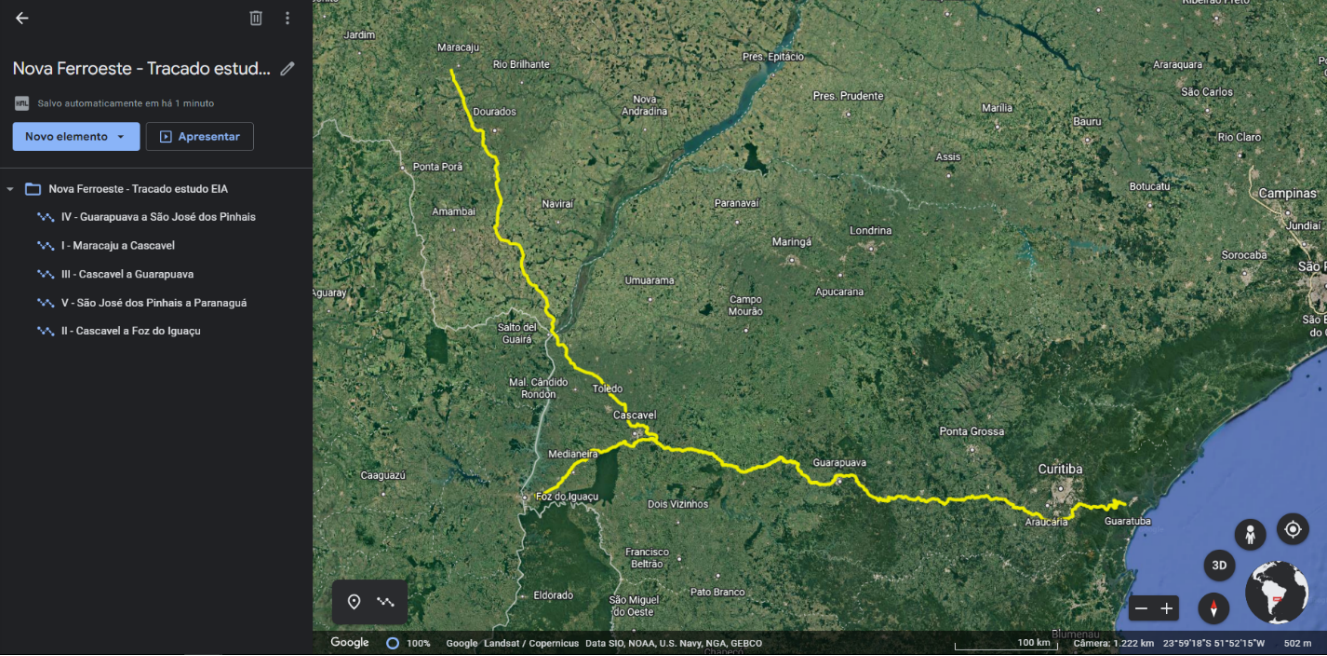 Nova Ferroeste - Tracado estud...
KML Salvo automaticamente em há 1 minuto
Novo elemento
Apresentar
Nova Ferroeste - Tracado estudo EIA
IV - Guarapuava a São José dos Pinhais
I - Maracaju a Cascavel
III - Cascavel a Guarapuava
V - São José dos Pinhais a Paranaguá
II - Cascavel a Foz do Iguaçu
Jardim
Maracaju
Rio Brilhante
Pres. Epitácio
Ribeirão Preto
Araraquara
São Carlos
Dourados
Nova
Andradina
Pres. Prudente
Marília
Bauru
Rio Claro
Ponta Porã
Assis
Botucatu
Campinas
Amambai
Naviraí
Paranavaí
Jundiaí
Londrina
Maringá
Sorocaba
São P
Umuarama
Apucarana
Aguaray
Campo
Mourão
São B
do
Salto del
Guairá
Mal. Cândido
Rondon
Toledo
Cascavel
Ponta Grossa
Medianeira
Guarapuava
Curitiba
Caaguazú
Foz do Iguaçu
Dois Vizinhos
Araucária
Guaratuba
Francisco
Beltrão
Eldorado
São Miguel
do Oeste
Pato Branco
3D
Blumenau
Chapecó
Google
100%
Google Landsat / Copernicus Data SIO, NOAA, U.S. Navy, NGA, GEBCO
100 km
Câmera: 1.222 km 23°59'18"S 51°52'15"W 502 m